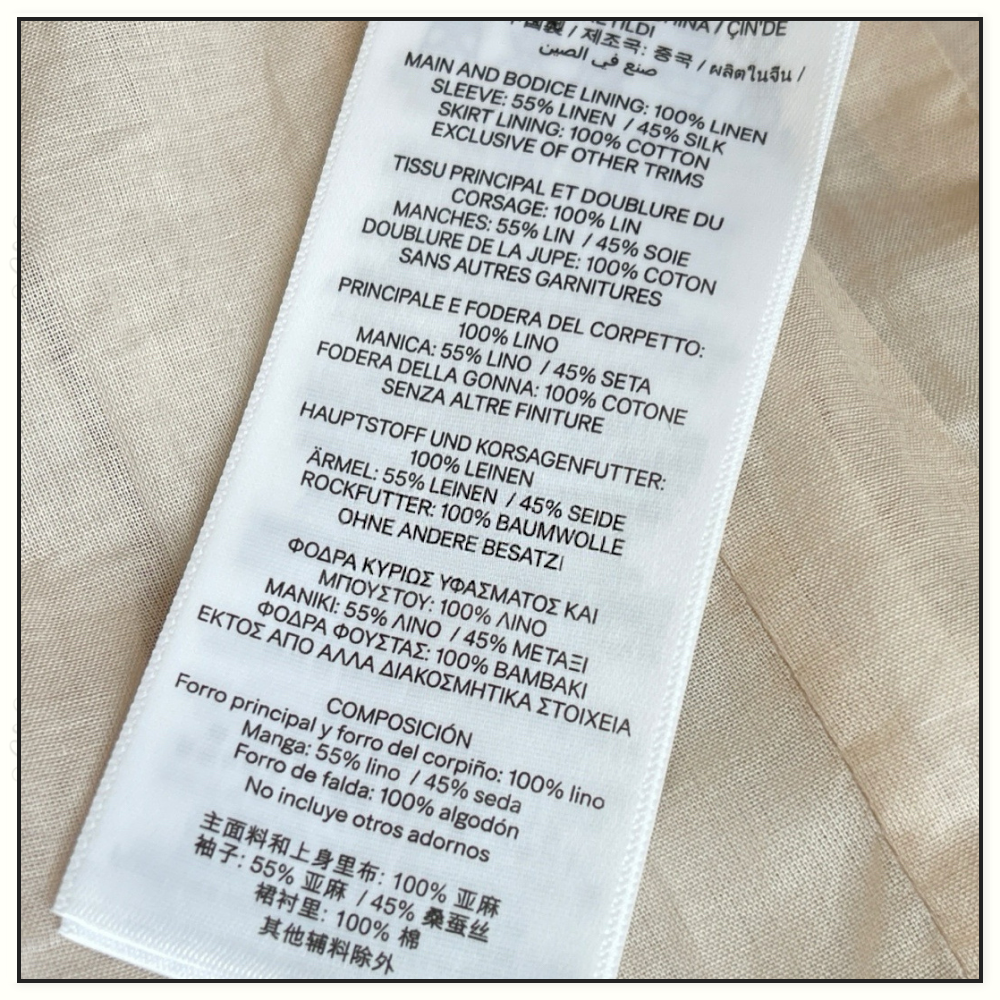 ETILDI CHINA / ÇIN'DE
中国製 / 제조국: 중국 / ผลิตในจีน /
صنع في الصين
MAIN AND BODICE LINING: 100% LINEN
SLEEVE: 55% LINEN / 45% SILK
SKIRT LINING: 100% COTTON
EXCLUSIVE OF OTHER TRIMS
TISSU PRINCIPAL ET DOUBLURE DU
CORSAGE: 100% LIN
MANCHES: 55% LIN / 45% SOIE
DOUBLURE DE LA JUPE: 100% COTON
SANS AUTRES GARNITURES
PRINCIPALE E FODERA DEL CORPETTO:
100% LINO
MANICA: 55% LINO / 45% SETA
FODERA DELLA GONNA: 100% COTONE
SENZA ALTRE FINITURE
HAUPTSTOFF UND KORSAGENFUTTER:
100% LEINEN
ÄRMEL: 55% LEINEN / 45% SEIDE
ROCKFUTTER: 100% BAUMWOLLE
OHNE ANDERE BESATZI
ΦΟΔΡΑ ΚΥΡΙΩΣ ΥΦΑΣΜΑΤΟΣ ΚΑΙ
ΜΠΟΥΣΤΟΥ: 100% ΛΙΝΟ
ΜΑΝΙΚΙ: 55% ΛΙΝΟ / 45% ΜΕΤΑΞΙ
ΦΟΔΡΑ ΦΟΥΣΤΑΣ: 100% ΒΑΜΒΑΚΙ
ΕΚΤΟΣ ΑΠΟ ΑΛΛΑ ΔΙΑΚΟΣΜΗΤΙΚΑ ΣΤΟΙΧΕΙΑ
COMPOSICIÓN
Forro principal y forro del corpiño: 100% lino
Manga: 55% lino / 45% seda
Forro de falda: 100% algodón
No incluye otros adornos
主面料和上身里布: 100% 亚麻
袖子: 55% 亚麻 / 45% 桑蚕丝
裙衬里: 100% 棉
其他辅料除外